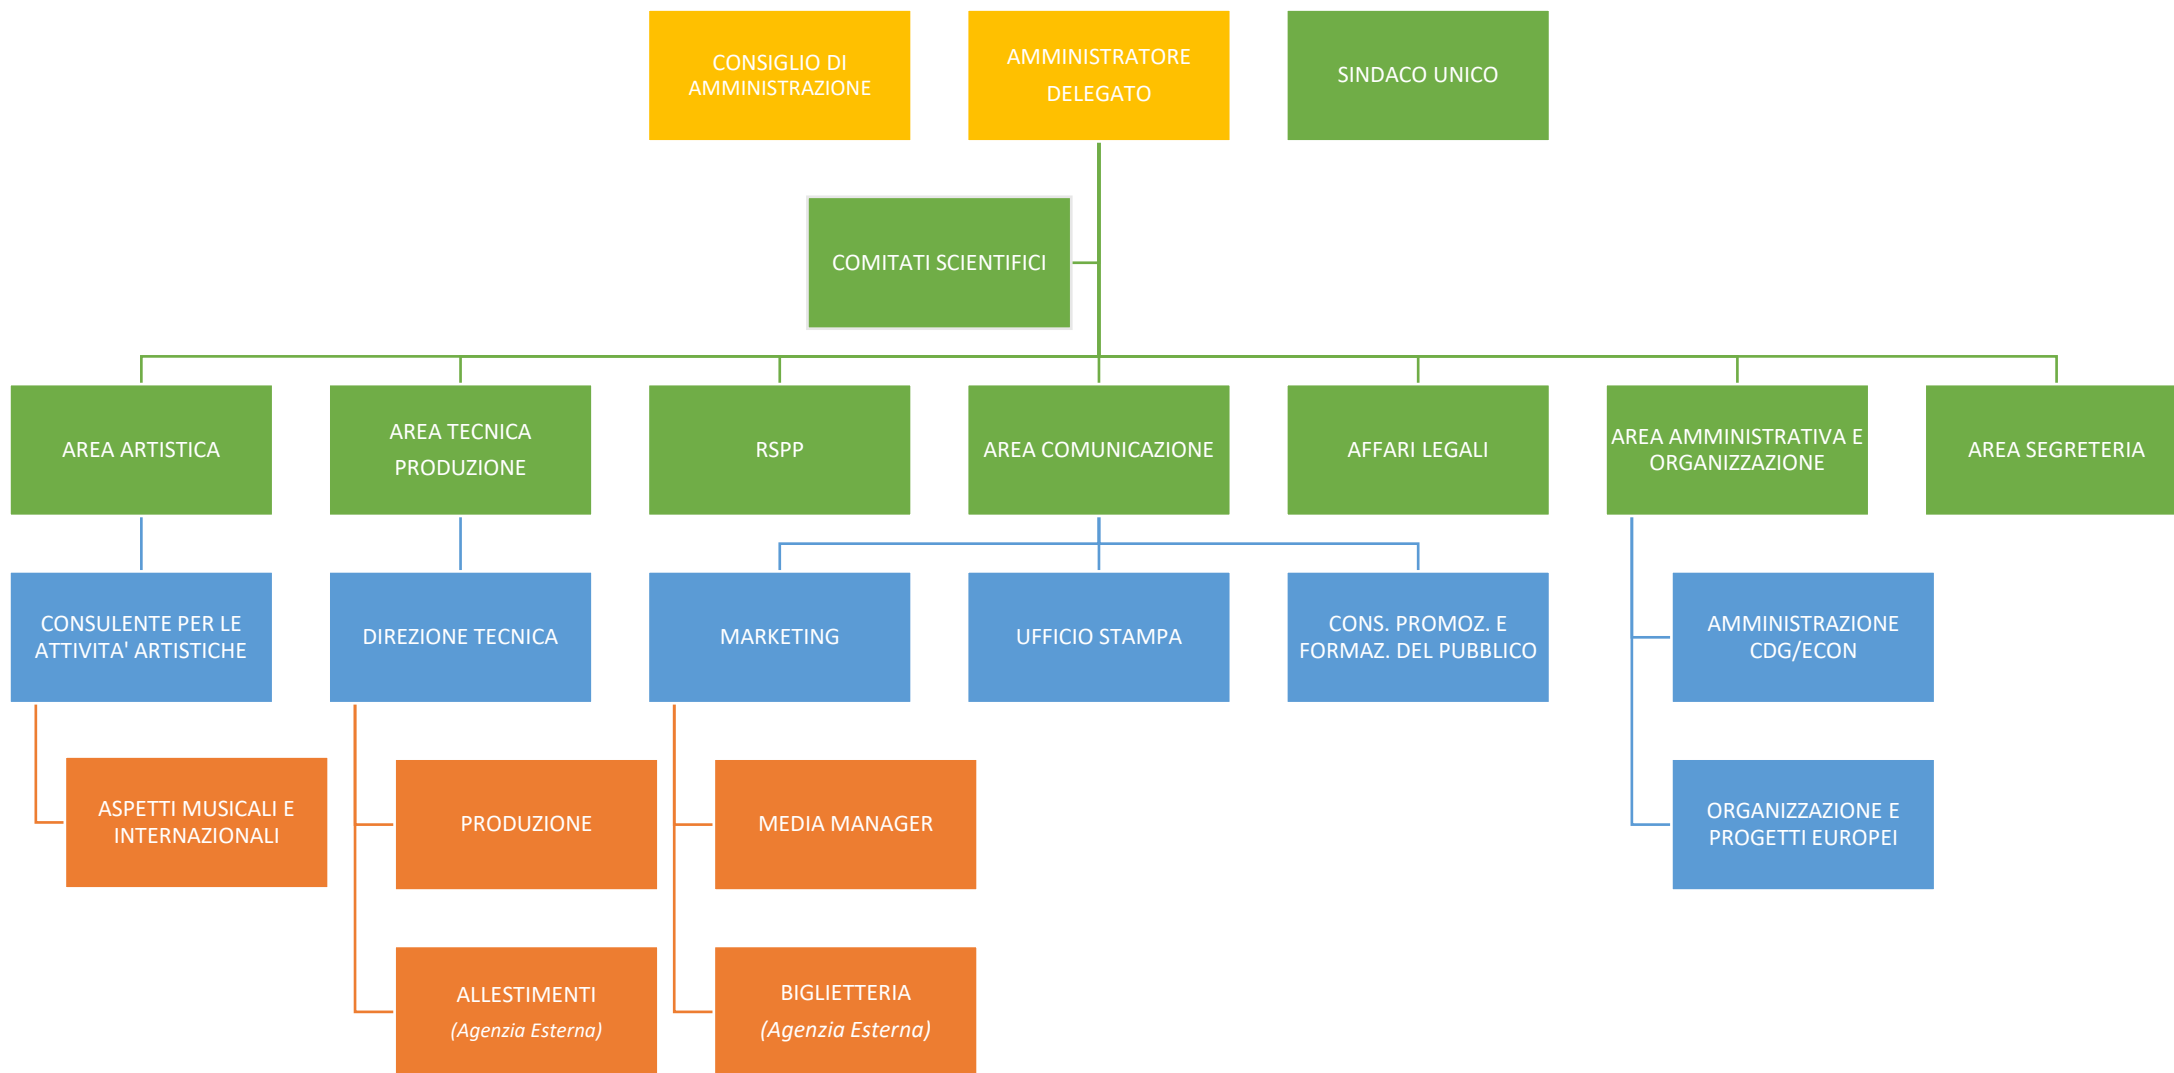 CONSIGLIO DI
AMMINISTRAZIONE
AMMINISTRATORE
DELEGATO
SINDACO UNICO
COMITATI SCIENTIFICI
AREA ARTISTICA
AREA TECNICA
PRODUZIONE
RSPP
AREA COMUNICAZIONE
AFFARI LEGALI
AREA AMMINISTRATIVA E
ORGANIZZAZIONE
AREA SEGRETERIA
CONSULENTE PER LE
ATTIVITA' ARTISTICHE
DIREZIONE TECNICA
MARKETING
UFFICIO STAMPA
CONS. PROMOZ. E
FORMAZ. DEL PUBBLICO
AMMINISTRAZIONE
CDG/ECON
ASPETTI MUSICALI E
INTERNAZIONALI
PRODUZIONE
MEDIA MANAGER
ORGANIZZAZIONE E
PROGETTI EUROPEI
ALLESTIMENTI
(Agenzia Esterna)
BIGLIETTERIA
(Agenzia Esterna)